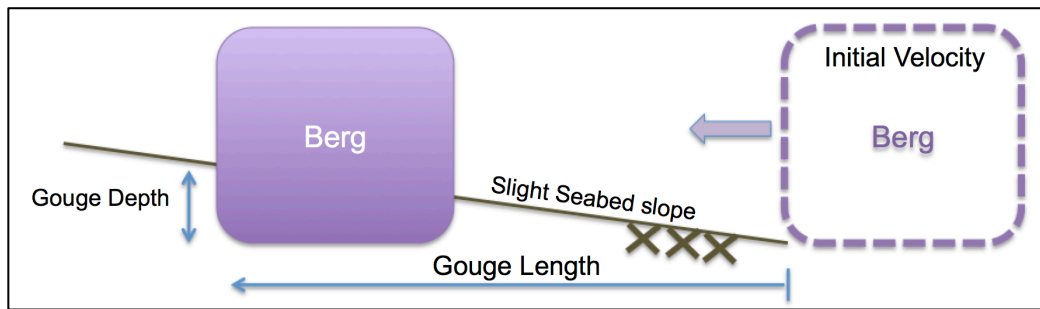 Initial Velocity
Berg
Berg
Gouge Depth
Slight Seabed slope
Gouge Length